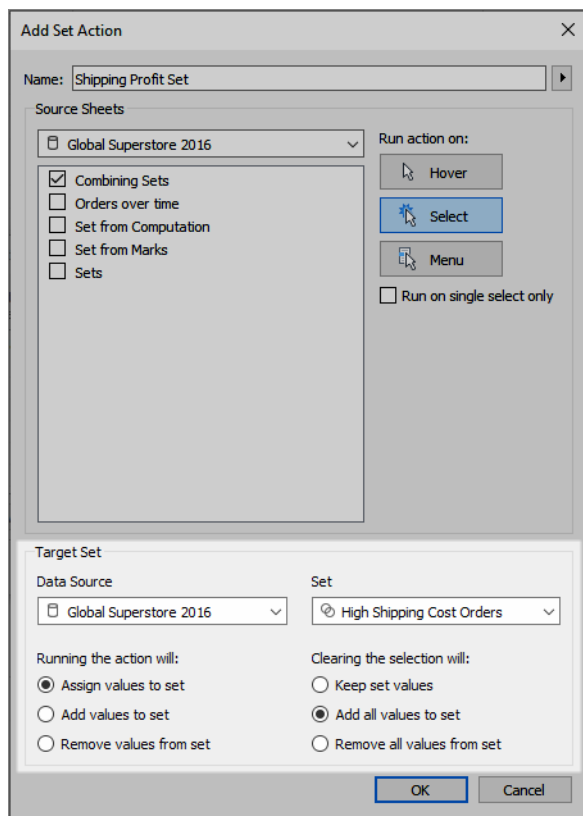 Add Set Action
Name: Shipping Profit Set
Source Sheets
Global Superstore 2016
Run action on:
Combining Sets
Orders over time
Set from Computation
Set from Marks
Sets
Hover
Select
Menu
Run on single select only
Target Set
Data Source
Set
Global Superstore 2016
High Shipping Cost Orders
Running the action will:
Clearing the selection will:
Assign values to set
Keep set values
Add values to set
Add all values to set
Remove values from set
Remove all values from set
OK
Cancel